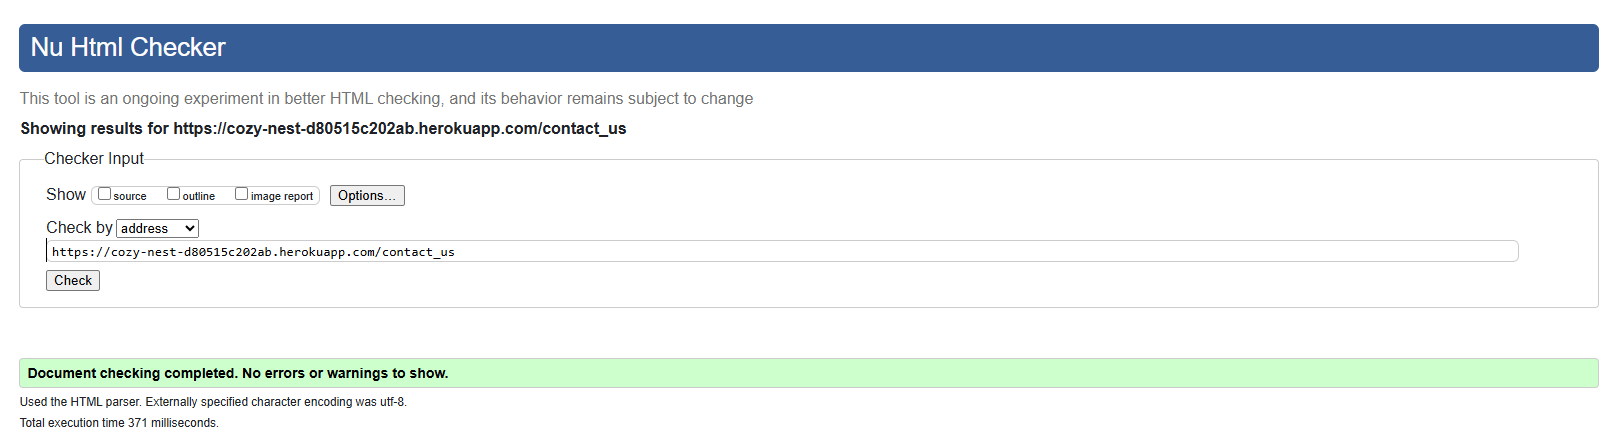 Nu Html Checker
This tool is an ongoing experiment in better HTML checking, and its behavior remains subject to change
Showing results for https://cozy-nest-d80515c202ab.herokuapp.com/contact_us
Checker Input
Show source outline image report Options...
Check by address
https://cozy-nest-d80515c202ab.herokuapp.com/contact_us
Check
Document checking completed. No errors or warnings to show.
Used the HTML parser. Externally specified character encoding was utf-8.
Total execution time 371 milliseconds.